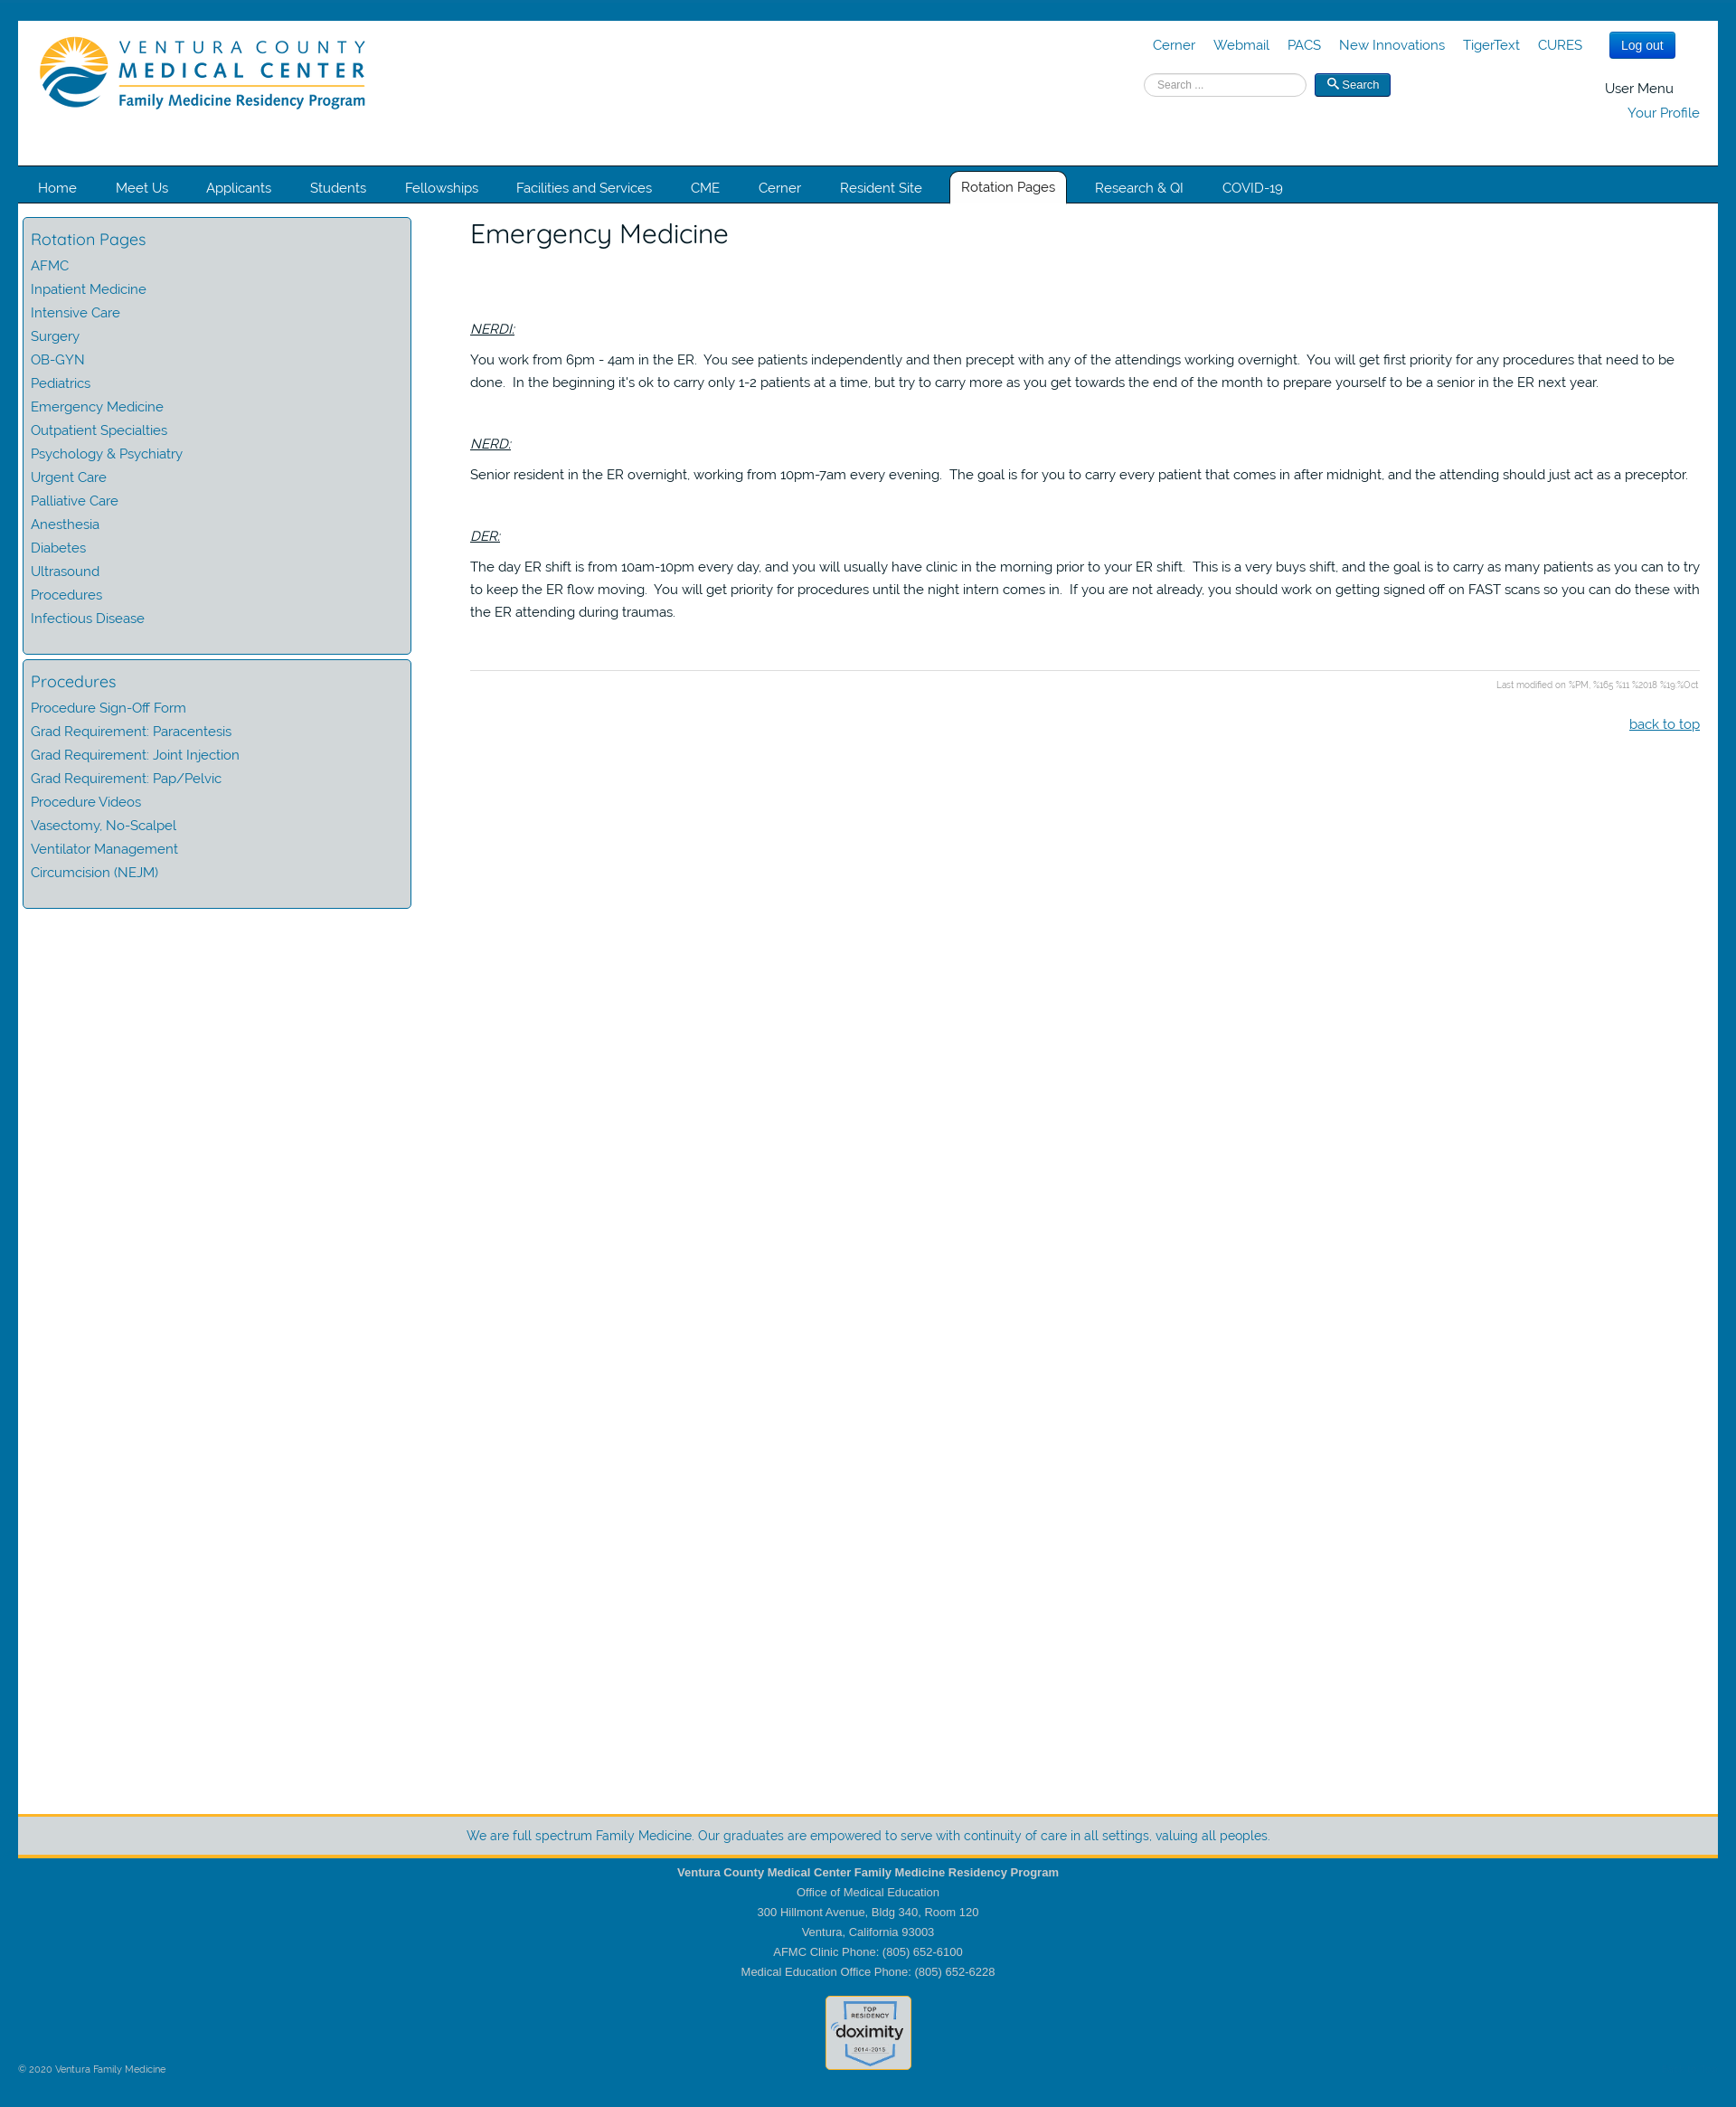 VENTURA COUNTY
MEDICAL CENTER
Family Medicine Residency Program
Cerner Webmail PACS New Innovations TigerText CURES
Log out
Search ...
Search
User Menu
Your Profile
Home Meet Us Applicants Students Fellowships Facilities and Services CME Cerner Resident Site Rotation Pages Research & QI COVID-19
Rotation Pages
AFMC
Inpatient Medicine
Intensive Care
Surgery
OB-GYN
Pediatrics
Emergency Medicine
Outpatient Specialties
Psychology & Psychiatry
Urgent Care
Palliative Care
Anesthesia
Diabetes
Ultrasound
Procedures
Infectious Disease
Procedures
Procedure Sign-Off Form
Grad Requirement: Paracentesis
Grad Requirement: Joint Injection
Grad Requirement: Pap/Pelvic
Procedure Videos
Vasectomy, No-Scalpel
Ventilator Management
Circumcision (NEJM)
Emergency Medicine
NERDI:
You work from 6pm - 4am in the ER.  You see patients independently and then precept with any of the attendings working overnight.  You will get first priority for any procedures that need to be
done.  In the beginning it's ok to carry only 1-2 patients at a time, but try to carry more as you get towards the end of the month to prepare yourself to be a senior in the ER next year.
NERD:
Senior resident in the ER overnight, working from 10pm-7am every evening.  The goal is for you to carry every patient that comes in after midnight, and the attending should just act as a preceptor.
DER:
The day ER shift is from 10am-10pm every day, and you will usually have clinic in the morning prior to your ER shift.  This is a very buys shift, and the goal is to carry as many patients as you can to try
to keep the ER flow moving.  You will get priority for procedures until the night intern comes in.  If you are not already, you should work on getting signed off on FAST scans so you can do these with
the ER attending during traumas.
Last modified on %PM, %165 %11 %2018 %19:%Oct
back to top
We are full spectrum Family Medicine. Our graduates are empowered to serve with continuity of care in all settings, valuing all peoples.
Ventura County Medical Center Family Medicine Residency Program
Office of Medical Education
300 Hillmont Avenue, Bldg 340, Room 120
Ventura, California 93003
AFMC Clinic Phone: (805) 652-6100
Medical Education Office Phone: (805) 652-6228
TOP
RESIDENCY
doximity
2014-2015
© 2020 Ventura Family Medicine